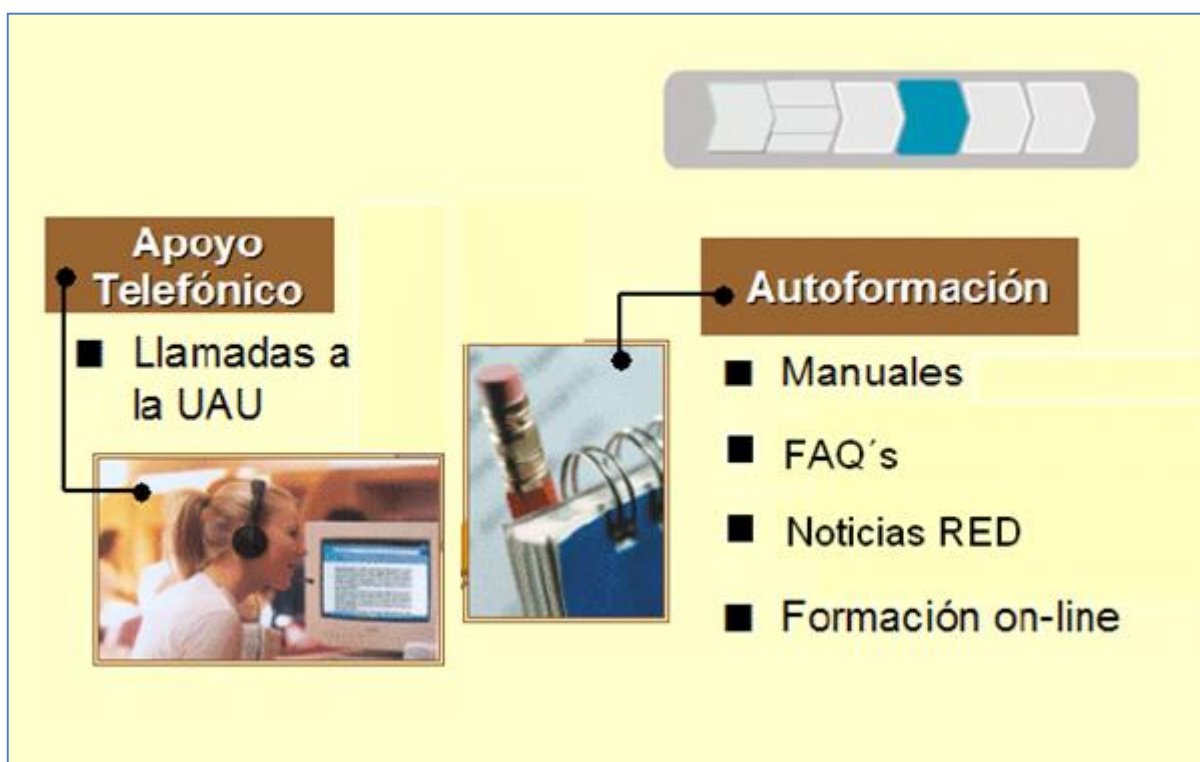 Apoyo
Telefónico
■ Llamadas a
la UAU
Autoformación
■ Manuales
■ FAQ´s
■ Noticias RED
■ Formación on-line